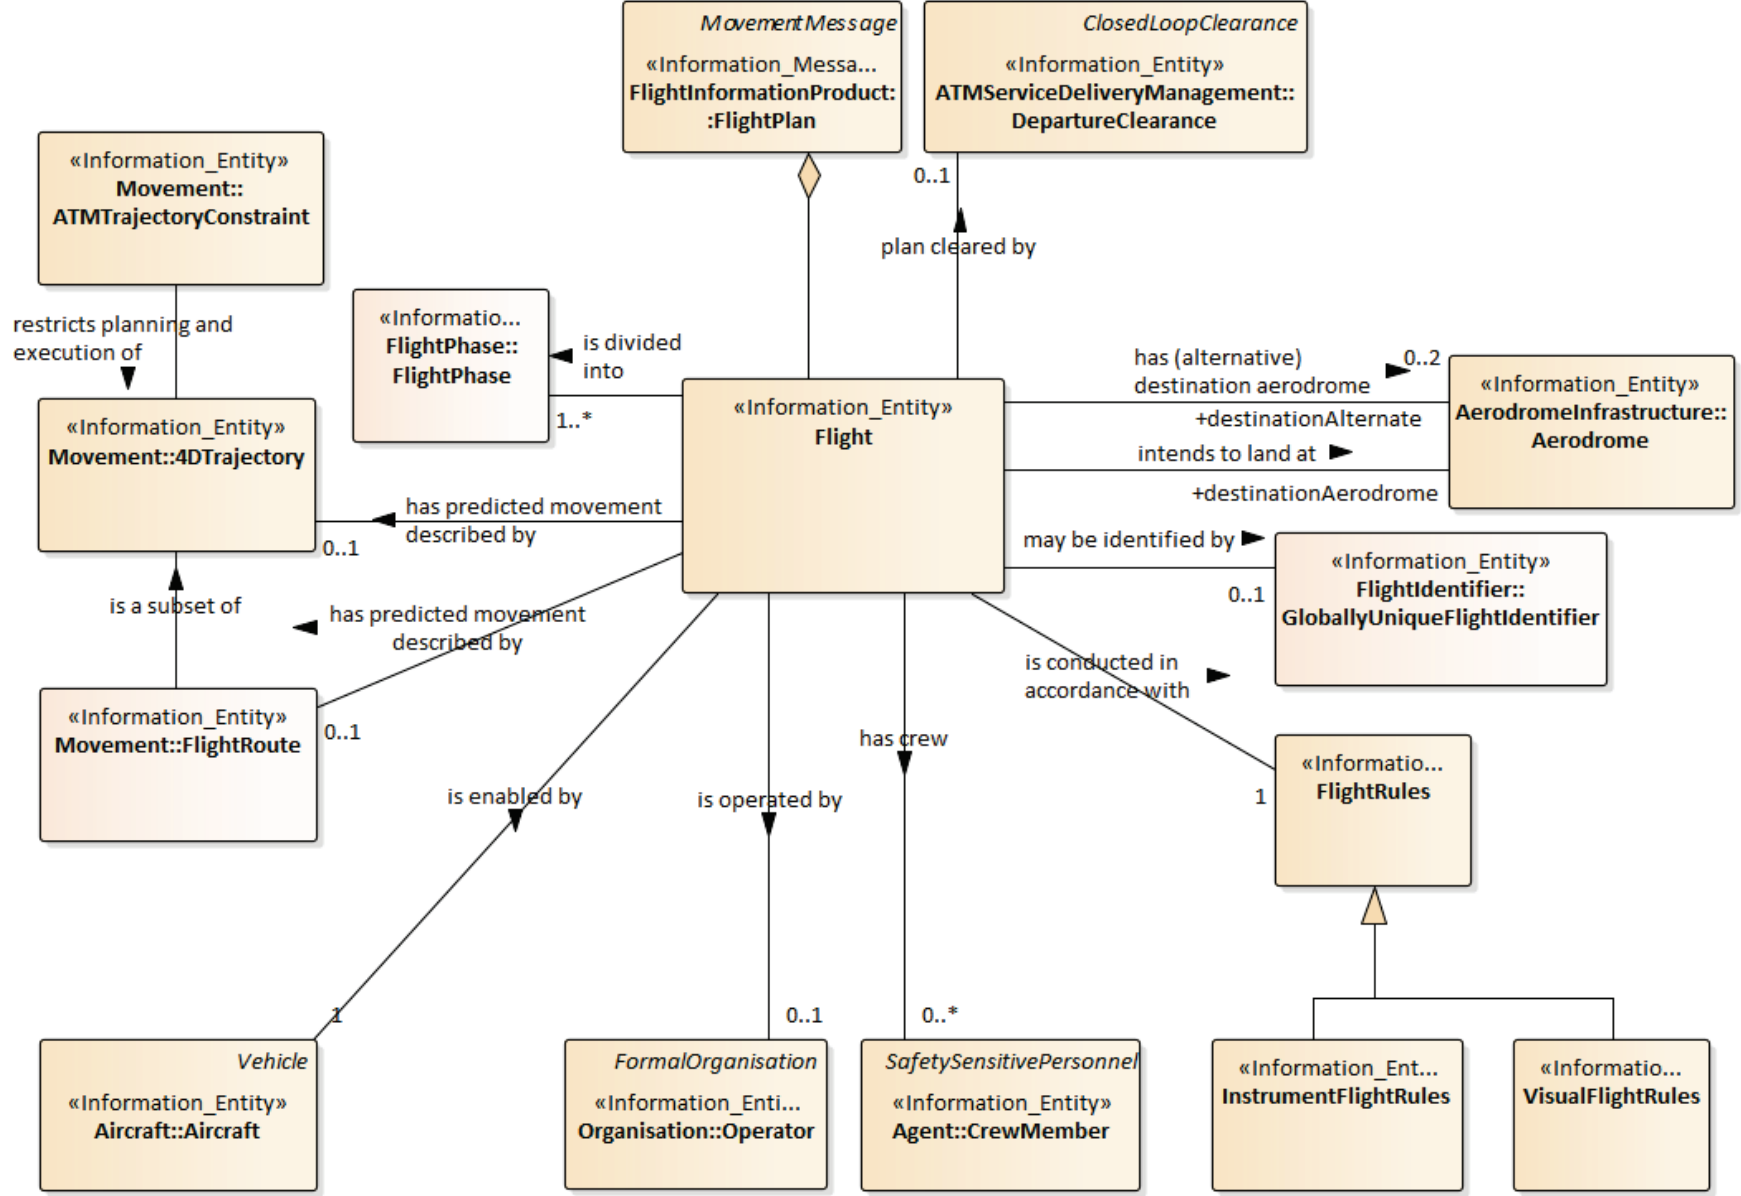 MovementMessage
«Information_Messa...
FlightInformationProduct:
:FlightPlan
ClosedLoopClearance
«Information_Entity»
ATMServiceDeliveryManagement::
DepartureClearance
«Information_Entity»
Movement::
ATMTrajectoryConstraint
0..1
plan cleared by
restricts planning and
execution of
«Informatio...
FlightPhase::
FlightPhase
is divided
into
1..*
«Information_Entity»
Flight
has (alternative)
destination aerodrome
0..2
+destinationAlternate
intends to land at
+destinationAerodrome
«Information_Entity»
AerodromeInfrastructure::
Aerodrome
«Information_Entity»
Movement::4DTrajectory
has predicted movement
described by
0..1
may be identified by
0..1
«Information_Entity»
FlightIdentifier::
GloballyUniqueFlightIdentifier
is a subset of
has predicted movement
described by
0..1
«Information_Entity»
Movement::FlightRoute
is conducted in
accordance with
1
«Informatio...
FlightRules
has crew
is enabled by
is operated by
1
0..1
0..*
Vehicle
«Information_Entity»
Aircraft::Aircraft
FormalOrganisation
«Information_Enti...
Organisation::Operator
SafetySensitivePersonnel
«Information_Entity»
Agent::CrewMember
«Information_Ent...
InstrumentFlightRules
«Informatio...
VisualFlightRules